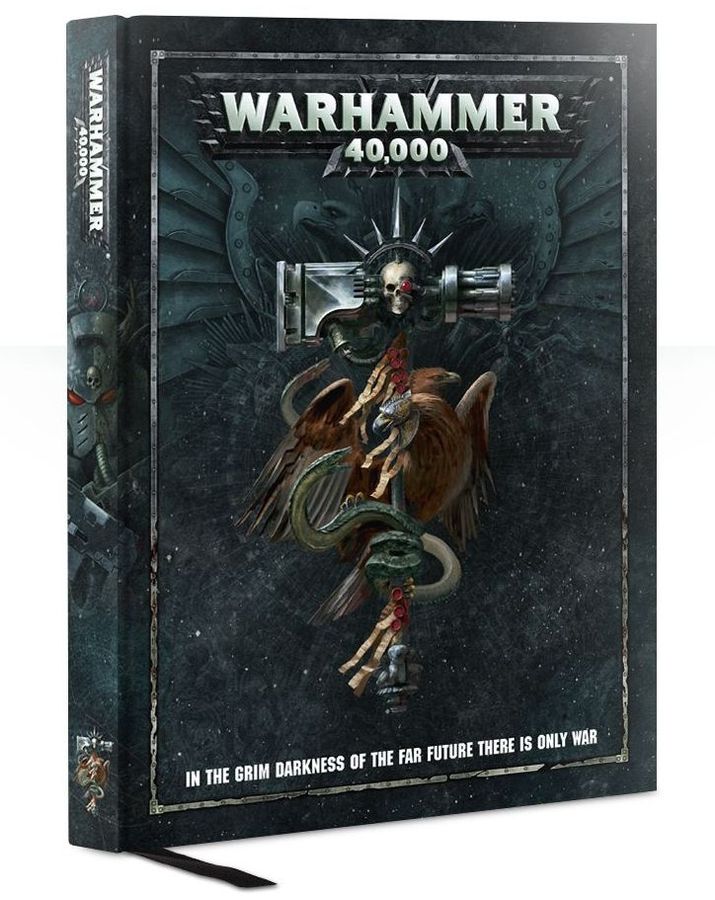 WARHAMMER
40,000
WARHAMMER
40,000
IN THE GRIM DARKNESS OF THE FAR FUTURE THERE IS ONLY WAR